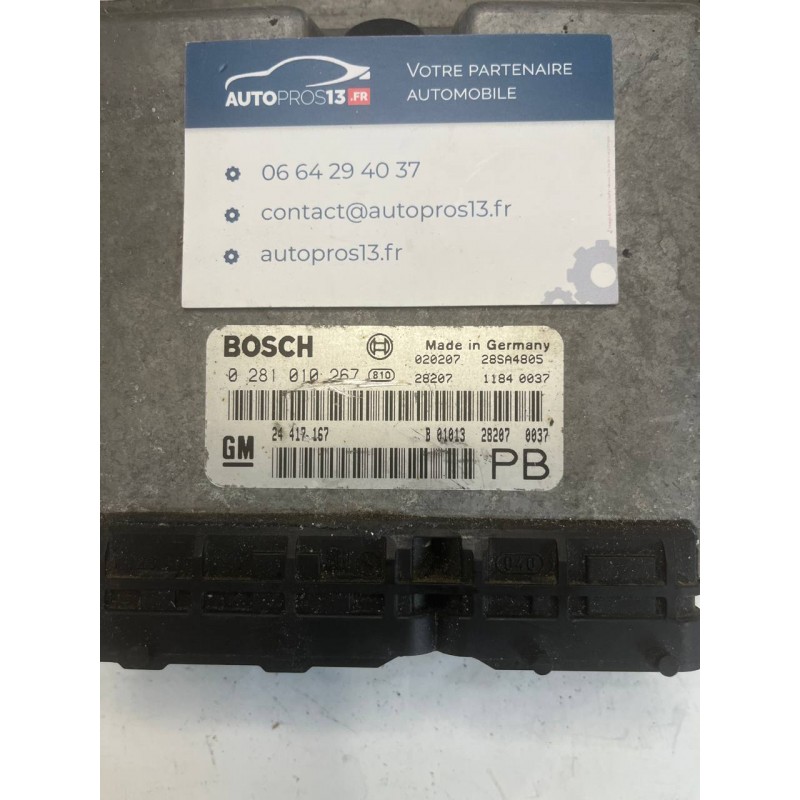 AUTOPROS13.FR
VOTRE PARTENAIRE
AUTOMOBILE
06 64 29 40 37
contact@autopros13.fr
autopros13.fr
BOSCH Made in Germany
020207 28SA4805
0 281 010 267 810 28207 1184 0037
24 417 167 B 01013 28207 0037
GM PB